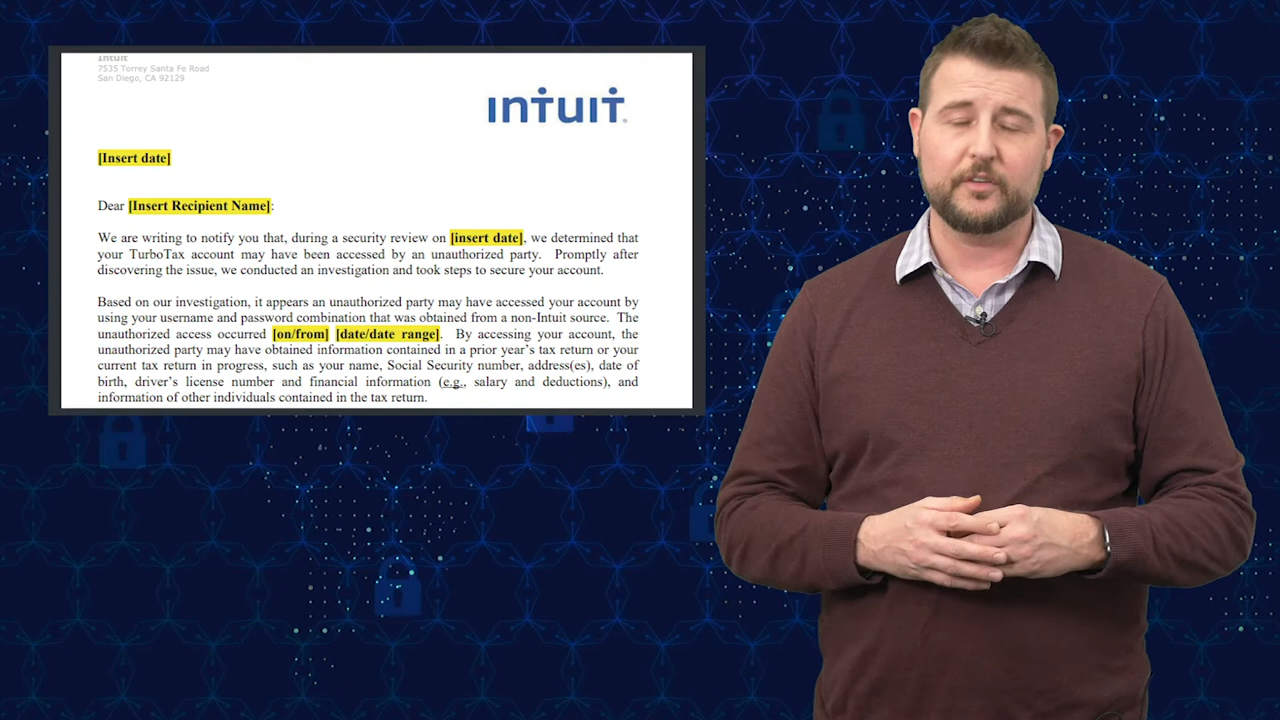 Intuit
7535 Torrey Santa Fe Road
San Diego, CA 92129
ıntuıt®
[Insert date]
Dear [Insert Recipient Name]:
We are writing to notify you that, during a security review on [insert date], we determined that
your TurboTax account may have been accessed by an unauthorized party. Promptly after
discovering the issue, we conducted an investigation and took steps to secure your account.
Based on our investigation, it appears an unauthorized party may have accessed your account by
using your username and password combination that was obtained from a non-Intuit source. The
unauthorized access occurred [on/from] [date/date range]. By accessing your account, the
unauthorized party may have obtained information contained in a prior year's tax return or your
current tax return in progress, such as your name, Social Security number, address(es), date of
birth, driver's license number and financial information (e.g., salary and deductions), and
information of other individuals contained in the tax return.